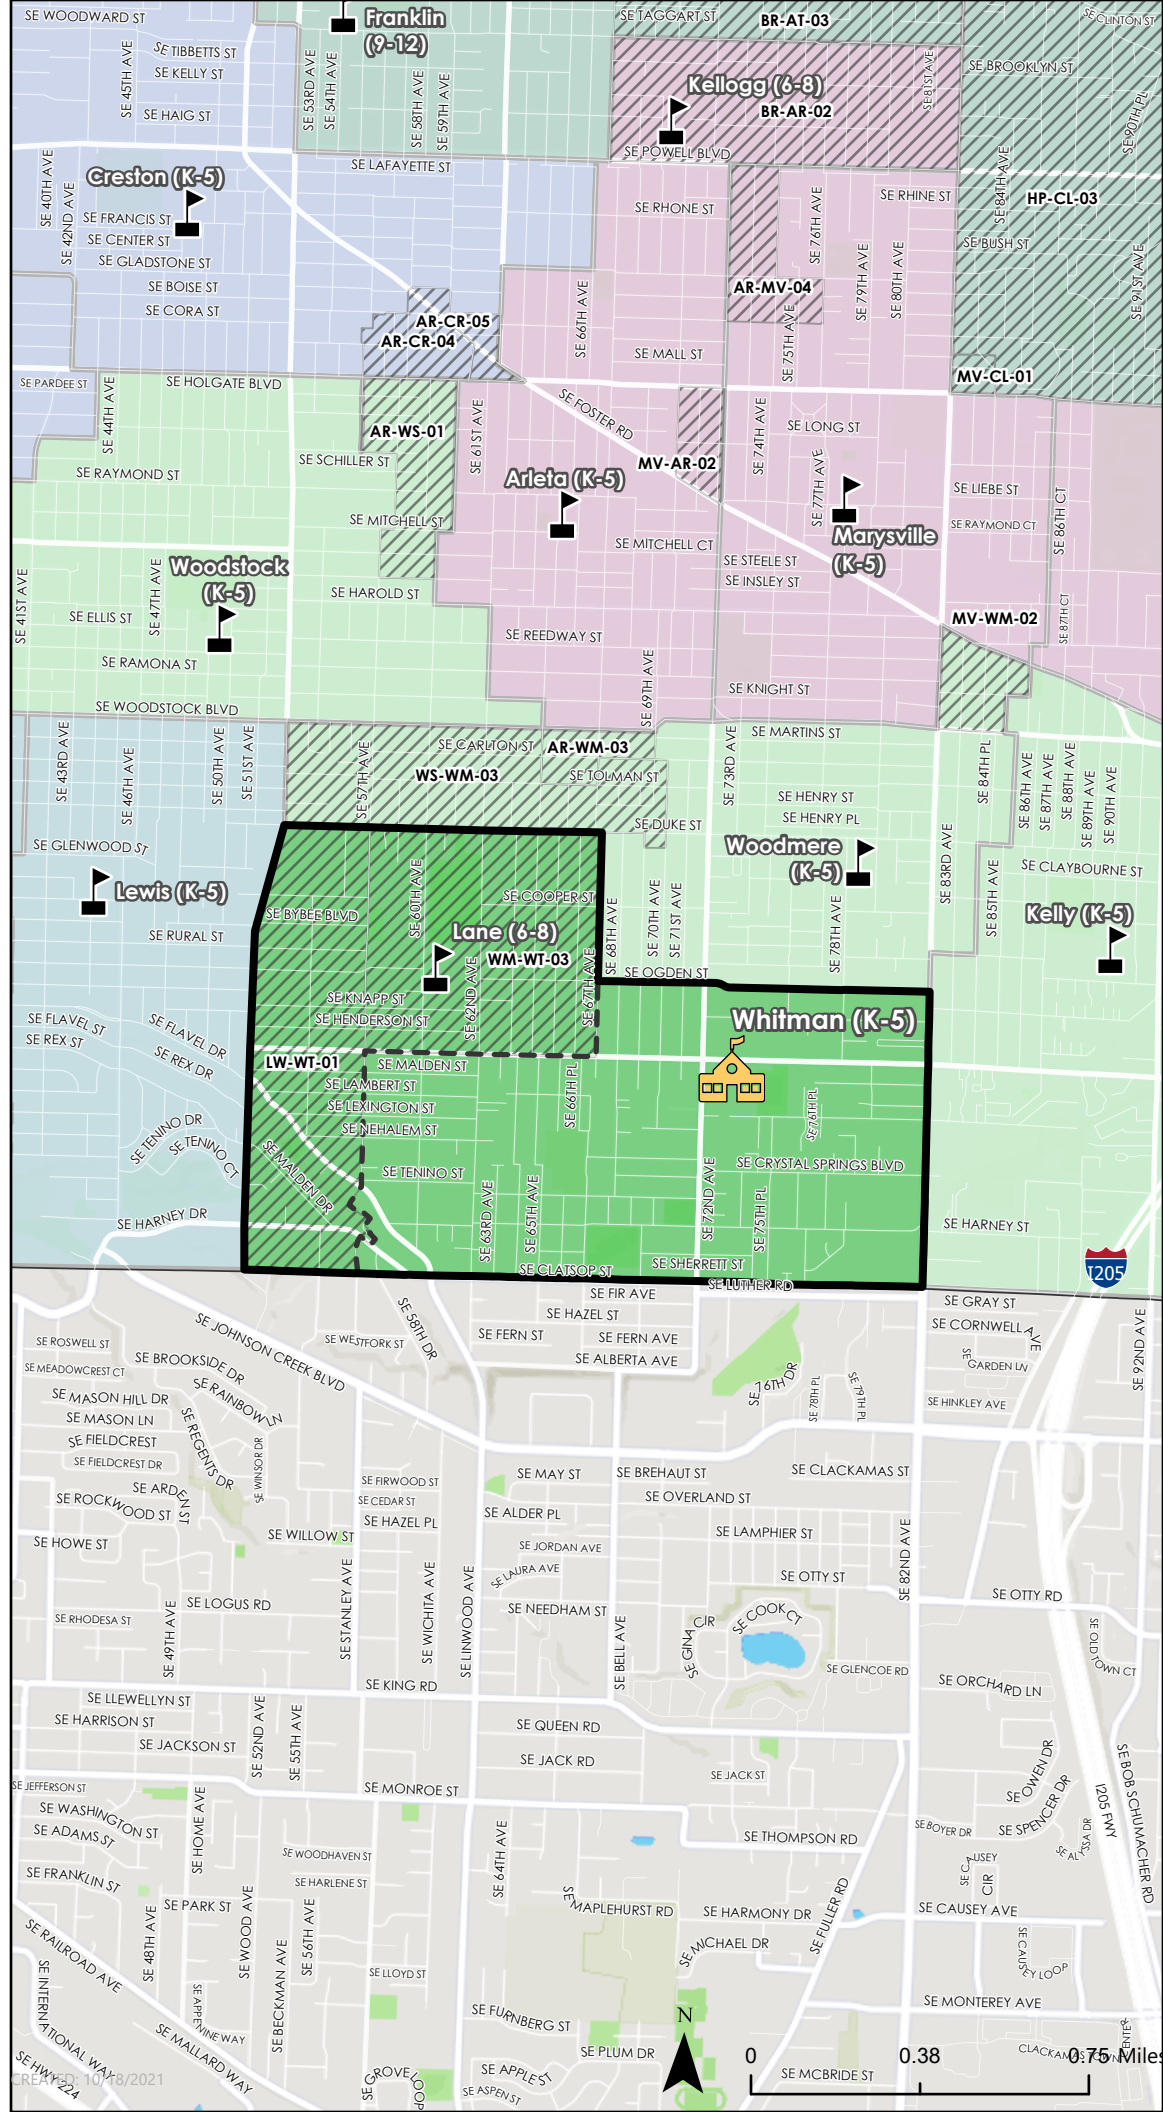 SE WOODWARD ST
Franklin
(9-12)
SE TAGGART ST
BR-AT-03
SE CLINTON ST
SE 45TH AVE
SE TIBBETTS ST
SE KELLY ST
SE HAIG ST
SE 53RD AVE
SE 54TH AVE
SE 58TH AVE
SE 59TH AVE
Kellogg (6-8)
BR-AR-02
SE 81ST AVE
SE BROOKLYN ST
SE 90TH PL
SE POWELL BLVD
SE LAFAYETTE ST
SE 40TH AVE
SE 42ND AVE
Creston (K-5)
SE FRANCIS ST
SE CENTER ST
SE GLADSTONE ST
SE BOISE ST
SE CORA ST
SE RHONE ST
SE 76TH AVE
SE RHINE ST
SE 84TH AVE
HP-CL-03
SE BUSH ST
SE 79TH AVE
SE 80TH AVE
SE 91ST AVE
AR-MV-04
SE 66TH AVE
AR-CR-05
AR-CR-04
SE MALL ST
SE 75TH AVE
MV-CL-01
SE PARDEE ST
SE 44TH AVE
SE HOLGATE BLVD
SE FOSTER RD
SE 61ST AVE
AR-WS-01
SE 74TH AVE
SE LONG ST
SE SCHILLER ST
SE RAYMOND ST
MV-AR-02
Arleta (K-5)
SE 77TH AVE
SE LIEBE ST
SE 86TH CT
SE RAYMOND CT
SE MITCHELL ST
SE MITCHELL CT
Marysville
(K-5)
SE STEELE ST
SE INSLEY ST
Woodstock
(K-5)
SE 41ST AVE
SE 47TH AVE
SE HAROLD ST
SE ELLIS ST
SE REEDWAY ST
MV-WM-02
SE 87TH CT
SE RAMONA ST
SE 69TH AVE
SE KNIGHT ST
SE WOODSTOCK BLVD
SE MARTINS ST
SE 43RD AVE
SE 46TH AVE
SE 50TH AVE
SE 51ST AVE
SE 57TH AVE
SE CARLTON ST
AR-WM-03
WS-WM-03
SE TOLMAN ST
SE 73RD AVE
SE 84TH PL
SE 86TH AVE
SE 87TH AVE
SE 88TH AVE
SE 89TH AVE
SE 90TH AVE
SE HENRY ST
SE HENRY PL
SE DUKE ST
SE GLENWOOD ST
Woodmere
(K-5)
SE 83RD AVE
SE CLAYBOURNE ST
SE 85TH AVE
Lewis (K-5)
SE BYBEE BLVD
SE 60TH AVE
SE COOPER ST
SE 68TH AVE
SE 70TH AVE
SE 71ST AVE
SE 78TH AVE
Kelly (K-5)
SE RURAL ST
Lane (6-8)
WM-WT-03
SE 62ND AVE
SE 67TH AVE
SE OGDEN ST
SE KNAPP ST
SE HENDERSON ST
Whitman (K-5)
SE FLAVEL ST
SE REX ST
SE FLAVEL DR
SE REX DR
LW-WT-01
SE MALDEN ST
SE LAMBERT ST
SE LEXINGTON ST
SE NEHALEM ST
SE 66TH PL
SE 76TH PL
SE TENINO DR
SE TENINO CT
SE MALDEN DR
SE TENINO ST
SE CRYSTAL SPRINGS BLVD
SE 63RD AVE
SE 65TH AVE
SE 72ND AVE
SE 75TH PL
SE HARNEY DR
SE HARNEY ST
SE CLATSOP ST
SE SHERRETT ST
SE LUTHER RD
I205
SE FIR AVE
SE HAZEL ST
SE GRAY ST
SE CORNWELL AVE
SE 58TH DR
SE JOHNSON CREEK BLVD
SE ROSWELL ST
SE WESTFORK ST
SE FERN ST
SE FERN AVE
SE ALBERTA AVE
SE GARDEN LN
SE 92ND AVE
SE MEADOWCREST CT
SE BROOKSIDE DR
SE RAINBOW LN
SE 76TH DR
SE 78TH PL
SE 79TH PL
SE HINKLEY AVE
SE MASON HILL DR
SE MASON LN
SE FIELDCREST
SE FIELDCREST DR
SE REGENTS DR
SE WINSOR DR
SE FIRWOOD ST
SE CEDAR ST
SE HAZEL PL
SE MAY ST
SE BREHAUT ST
SE CLACKAMAS ST
SE ARDEN ST
SE ROCKWOOD ST
SE OVERLAND ST
SE ALDER PL
SE HOWE ST
SE WILLOW ST
SE LAMPHIER ST
SE JORDAN AVE
SE LAURA AVE
SE 82ND AVE
SE STANLEY AVE
SE WICHITA AVE
SE LINWOOD AVE
SE OTTY ST
SE OTTY RD
SE LOGUS RD
SE RHODESA ST
SE 49TH AVE
SE NEEDHAM ST
SE BELL AVE
SE GINA CIR
SE COOK CT
SE OLD TOWN CT
SE GLENCOE RD
SE ORCHARD LN
SE KING RD
SE LLEWELLYN ST
SE HARRISON ST
SE JACKSON ST
SE 52ND AVE
SE 55TH AVE
SE QUEEN RD
SE JACK RD
SE JACK ST
SE JEFFERSON ST
SE MONROE ST
SE OWEN DR
SE SPENCER DR
SE BOB SCHUMACHER RD
I205 FWY
SE WASHINGTON ST
SE ADAMS ST
SE HOME AVE
SE THOMPSON RD
SE BOYER DR
SE ALYSSA DR
SE WOODHAVEN ST
SE HARLENE ST
SE 64TH AVE
SE FRANKLIN ST
SE CAUSEY CIR
SE PARK ST
SE MAPLEHURST RD
SE HARMONY DR
SE FULLER RD
SE CAUSEY AVE
SE RAILROAD AVE
SE 48TH AVE
SE WOOD AVE
SE 56TH AVE
SE MICHAEL DR
SE CAUSEY LOOP
SE LLOYD ST
SE INTERNATIONAL WAY
SE APPENNINE WAY
SE BECKMAN AVE
SE MALLARD WAY
SE FURNBERG ST
SE MONTEREY AVE
N
SE PLUM DR
0 0.38 0.75 Miles
SE HWY 224
CREATED: 10/18/2021
SE GROVE LOOP
SE APPLE ST
SE ASPEN ST
SE MCBRIDE ST